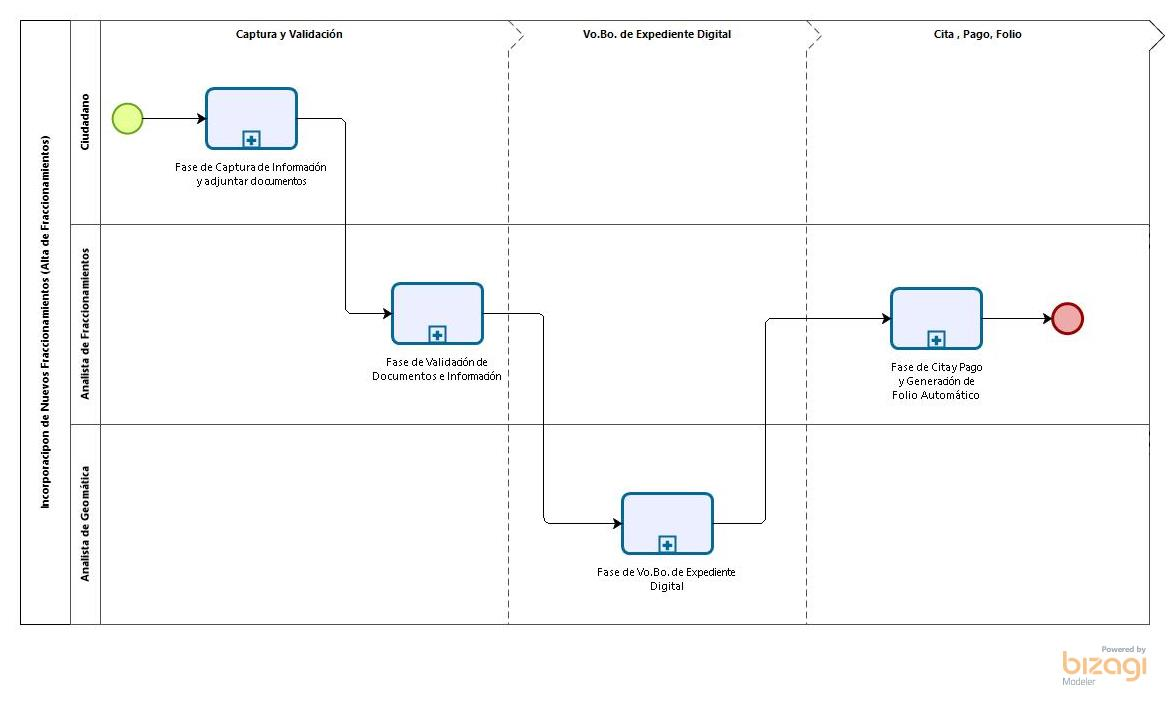 Captura y Validación
Vo.Bo. de Expediente Digital
Cita , Pago, Folio
Incorporacipon de Nuevos Fraccionamientos (Alta de Fraccionamientos)
Ciudadano
Fase de Captura de Información
y adjuntar documentos
Analista de Fraccionamientos
Fase de Validación de
Documentos e Información
Fase de Cita y Pago
y Generación de
Folio Automático
Analista de Geomática
Fase de Vo.Bo. de Expediente
Digital
Powered by
bizagi
Modeler